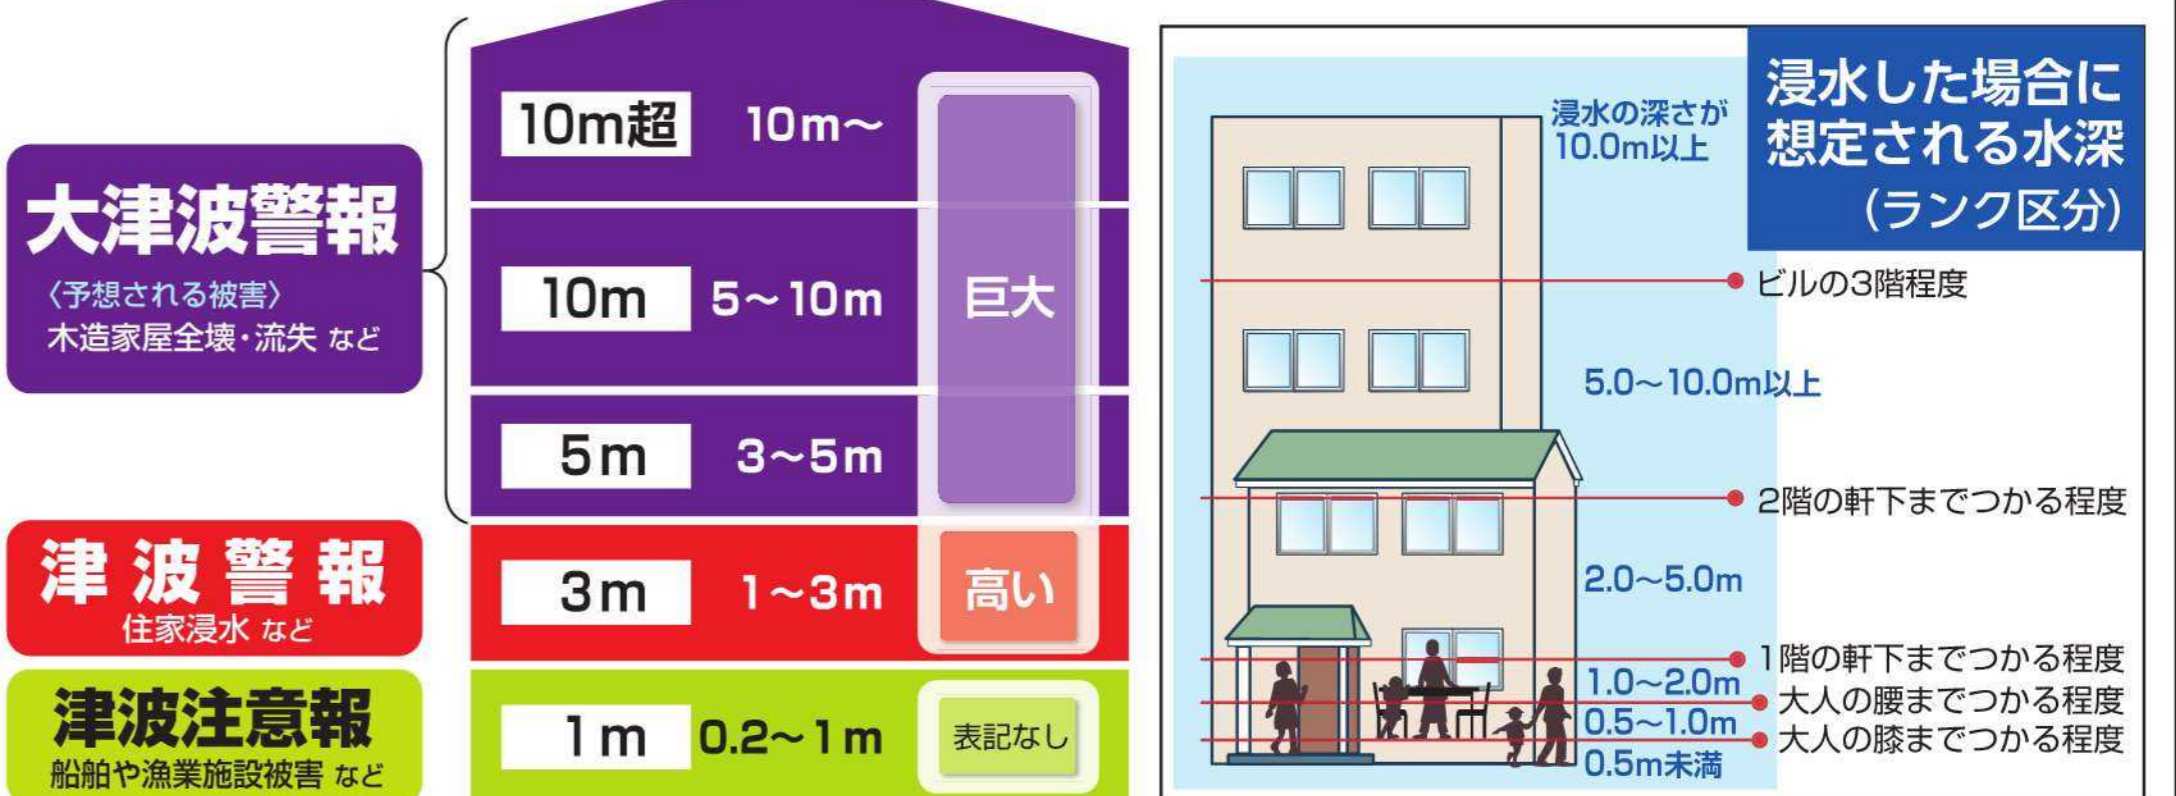 大津波警報
〈予想される被害〉
木造家屋全壊・流失 など
10m超 10m〜
10m 5〜10m
5m 3〜5m
巨大
津波警報
住家浸水 など
3m 1〜3m
高い
津波注意報
船舶や漁業施設被害 など
1m 0.2〜1m
表記なし
浸水した場合に
想定される水深
(ランク区分)
浸水の深さが
10.0m以上
ビルの3階程度
5.0〜10.0m以上
2階の軒下までつかる程度
2.0〜5.0m
1階の軒下までつかる程度
1.0〜2.0m
大人の腰までつかる程度
0.5〜1.0m
大人の膝までつかる程度
0.5m未満